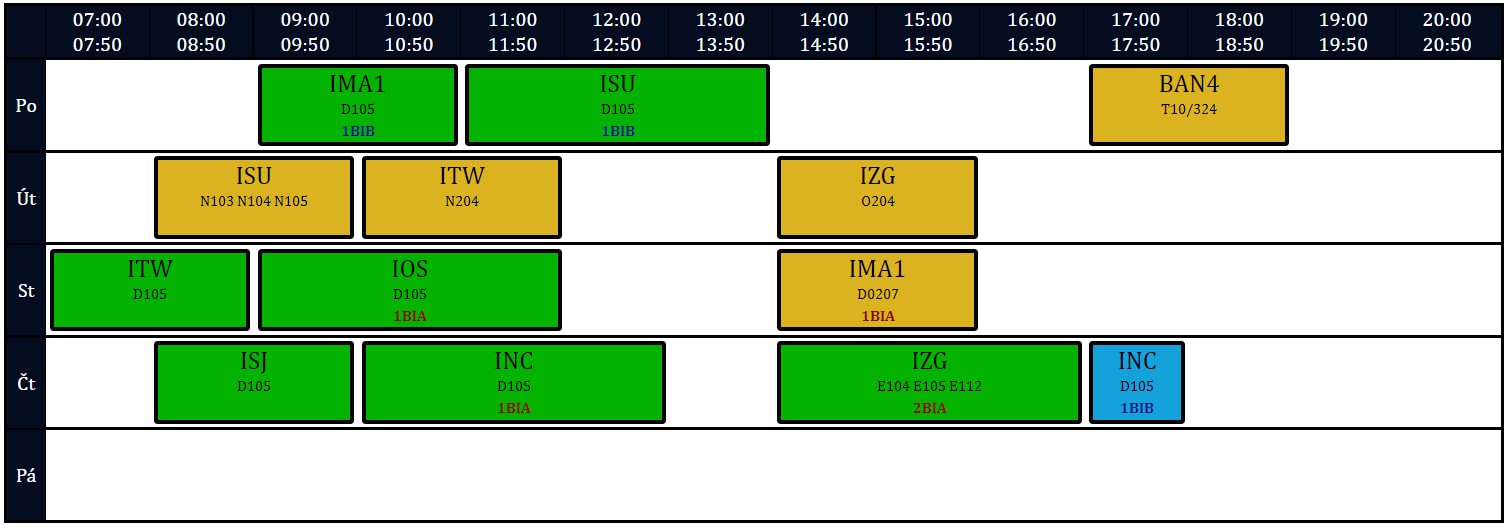 07:00 08:00 09:00 10:00 11:00 12:00 13:00 14:00 15:00 16:00 17:00 18:00 19:00 20:00
07:50 08:50 09:50 10:50 11:50 12:50 13:50 14:50 15:50 16:50 17:50 18:50 19:50 20:50
Po
IMA1
D105
1BIB
ISU
D105
1BIB
BAN4
T10/324
Út
ISU
N103 N104 N105
ITW
N204
IZG
O204
St
ITW
D105
IOS
D105
1BIA
IMA1
D0207
1BIA
Čt
ISJ
D105
INC
D105
1BIA
IZG
E104 E105 E112
2BIA
INC
D105
1BIB
Pá